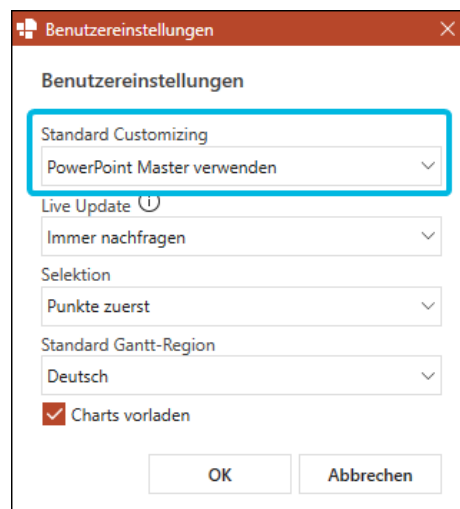 Benutzereinstellungen
Benutzereinstellungen
Standard Customizing
PowerPoint Master verwenden
Live Update
Immer nachfragen
Selektion
Punkte zuerst
Standard Gantt-Region
Deutsch
Charts vorladen
OK Abbrechen